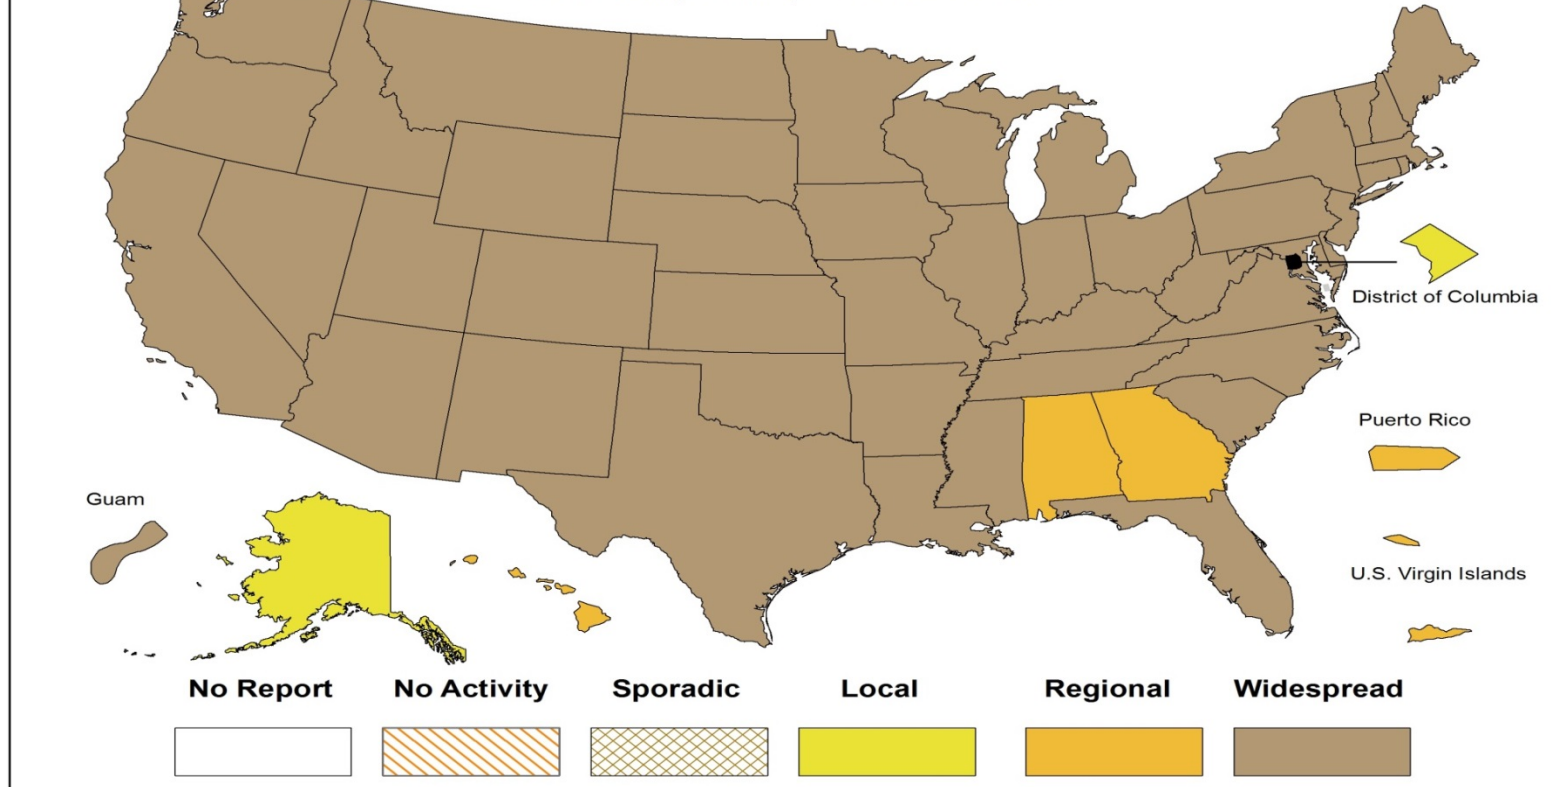 District of Columbia
Puerto Rico
Guam
U.S. Virgin Islands
No Report
No Activity
Sporadic
Local
Regional
Widespread